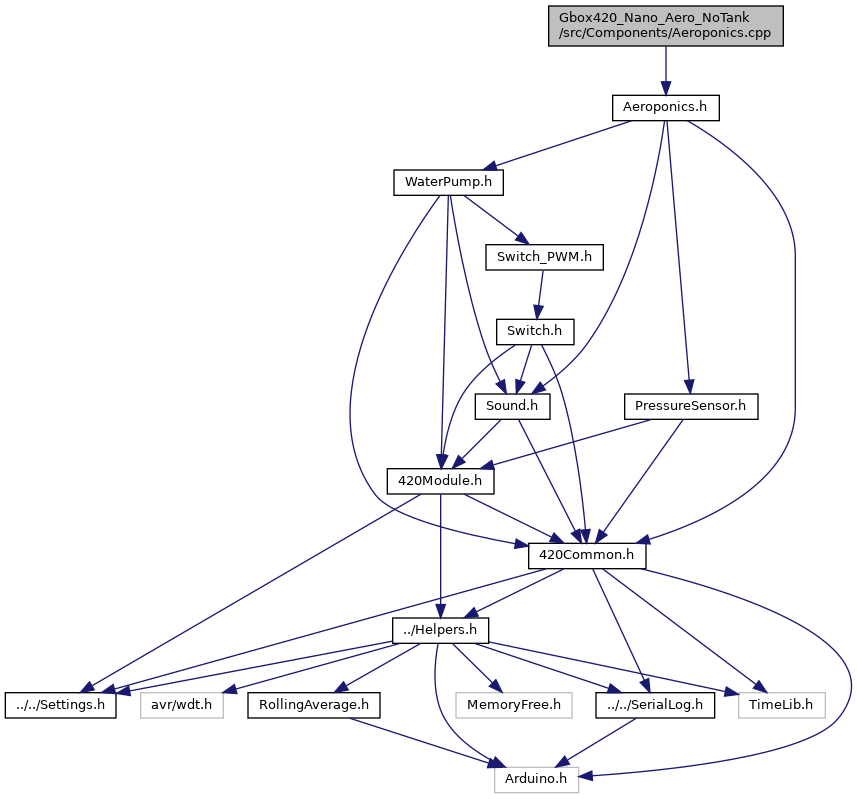 Gbox420_Nano_Aero_NoTank
/src/Components/Aeroponics.cpp
Aeroponics.h
WaterPump.h
Switch_PWM.h
Switch.h
Sound.h
PressureSensor.h
420Module.h
420Common.h
../Helpers.h
../../Settings.h
avr/wdt.h
RollingAverage.h
MemoryFree.h
../../SerialLog.h
TimeLib.h
Arduino.h